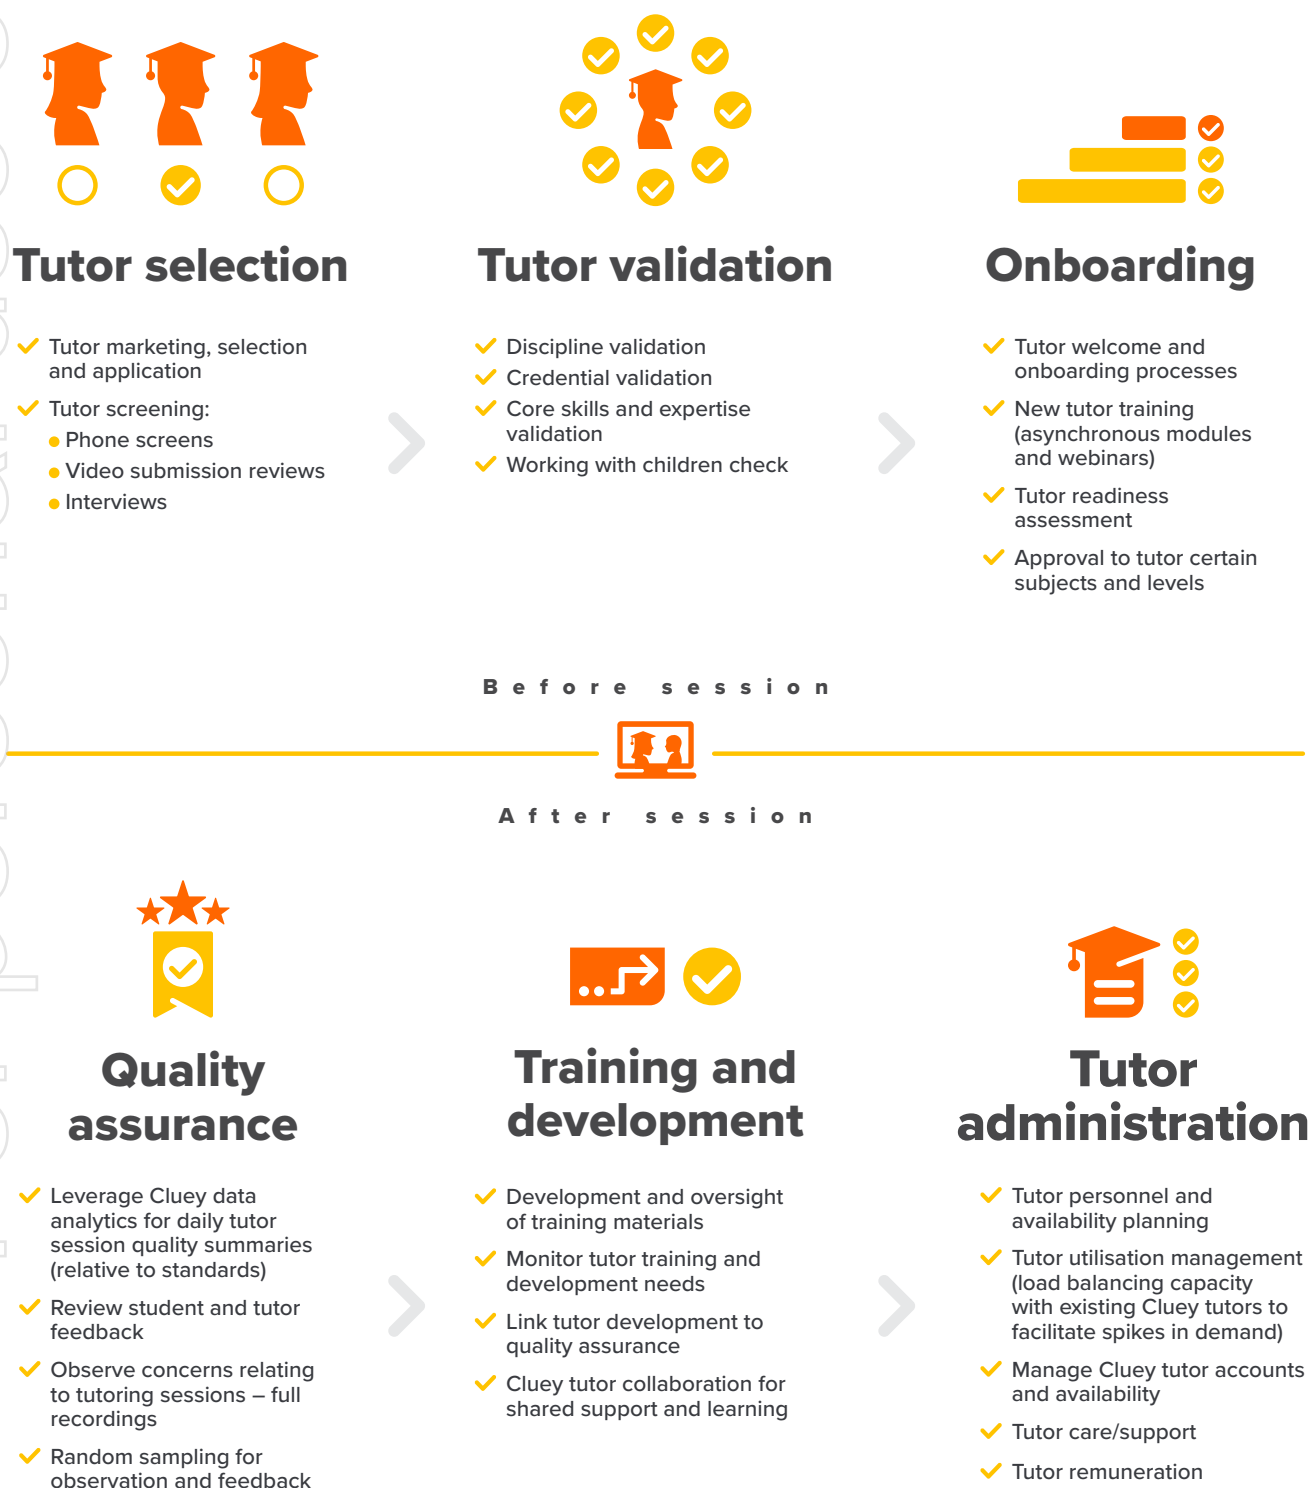 Tutor selection
Tutor marketing, selection
and application
Tutor screening:
Phone screens
Video submission reviews
Interviews
Tutor validation
Discipline validation
Credential validation
Core skills and expertise
validation
Working with children check
Onboarding
Tutor welcome and
onboarding processes
New tutor training
(asynchronous modules
and webinars)
Tutor readiness
assessment
Approval to tutor certain
subjects and levels
Before session
After session
Quality
assurance
Leverage Cluey data
analytics for daily tutor
session quality summaries
(relative to standards)
Review student and tutor
feedback
Observe concerns relating
to tutoring sessions – full
recordings
Random sampling for
observation and feedback
Training and
development
Development and oversight
of training materials
Monitor tutor training and
development needs
Link tutor development to
quality assurance
Cluey tutor collaboration for
shared support and learning
Tutor
administration
Tutor personnel and
availability planning
Tutor utilisation management
(load balancing capacity
with existing Cluey tutors to
facilitate spikes in demand)
Manage Cluey tutor accounts
and availability
Tutor care/support
Tutor remuneration